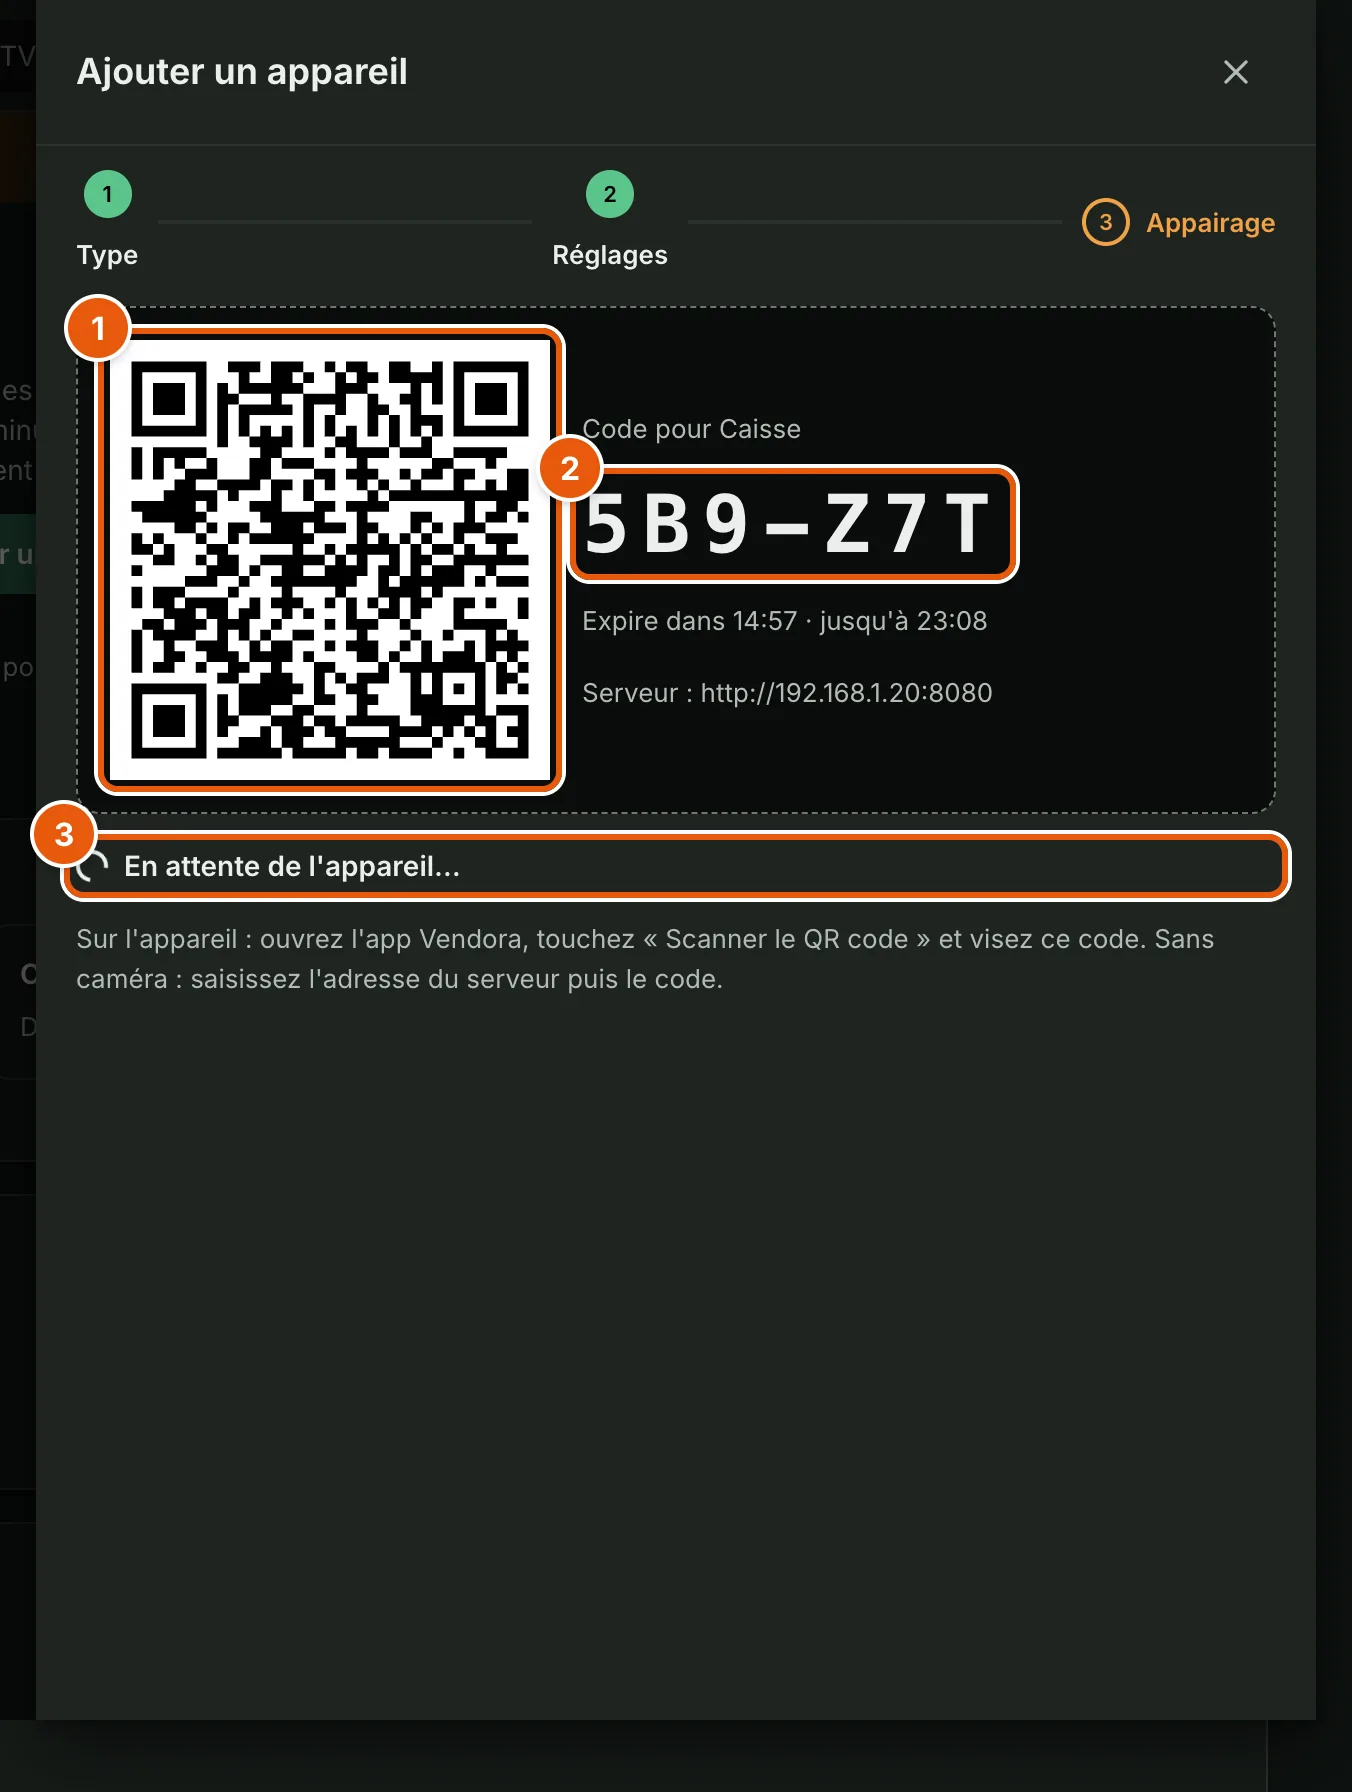 TV
Ajouter un appareil
1
2
3 Appairage
Type
Réglages
1
Code pour Caisse
2
5B9-Z7T
Expire dans 14:57 · jusqu'à 23:08
Serveur : http://192.168.1.20:8080
3
En attente de l'appareil…
Sur l'appareil : ouvrez l'app Vendora, touchez « Scanner le QR code » et visez ce code. Sans
caméra : saisissez l'adresse du serveur puis le code.